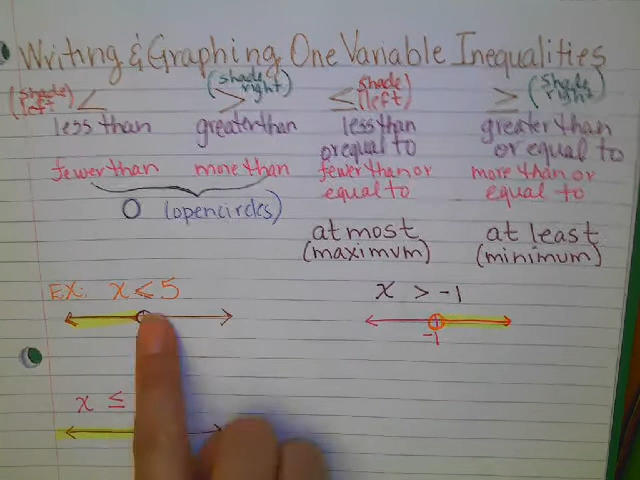 Writing & Graphing One Variable Inequalities
(shade left) < (shade right) > ≤ (shade left) ≥ (shade right)
less than greater than less than or equal to greater than or equal to
fewer than more than fewer than or equal to more than or equal to
O (open circles)
at most (maximum) at least (minimum)
EX: x < 5 x > -1
-1
x ≤